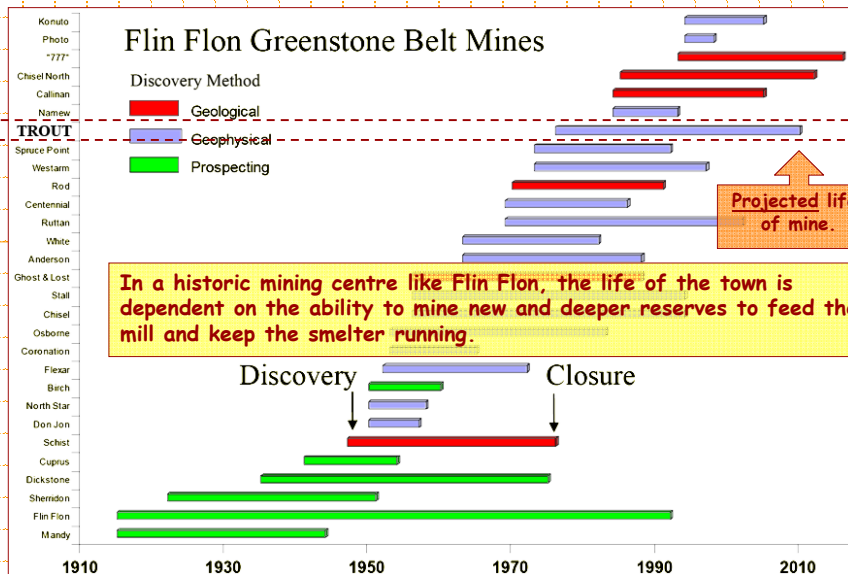 Flin Flon Greenstone Belt Mines
Discovery Method
Geological
Geophysical
Prospecting
Konuto
Photo
"777"
Chisel North
Callinan
Namew
TROUT
Spruce Point
Westarm
Rod
Centennial
Ruttan
White
Anderson
Ghost & Lost
Stall
Chisel
Osborne
Coronation
Flexar
Birch
North Star
Don Jon
Schist
Cuprus
Dickstone
Sherridon
Flin Flon
Mandy
Projected life
of mine.
In a historic mining centre like Flin Flon, the life of the town is
dependent on the ability to mine new and deeper reserves to feed the
mill and keep the smelter running.
Discovery
Closure
1910
1930
1950
1970
1990
2010